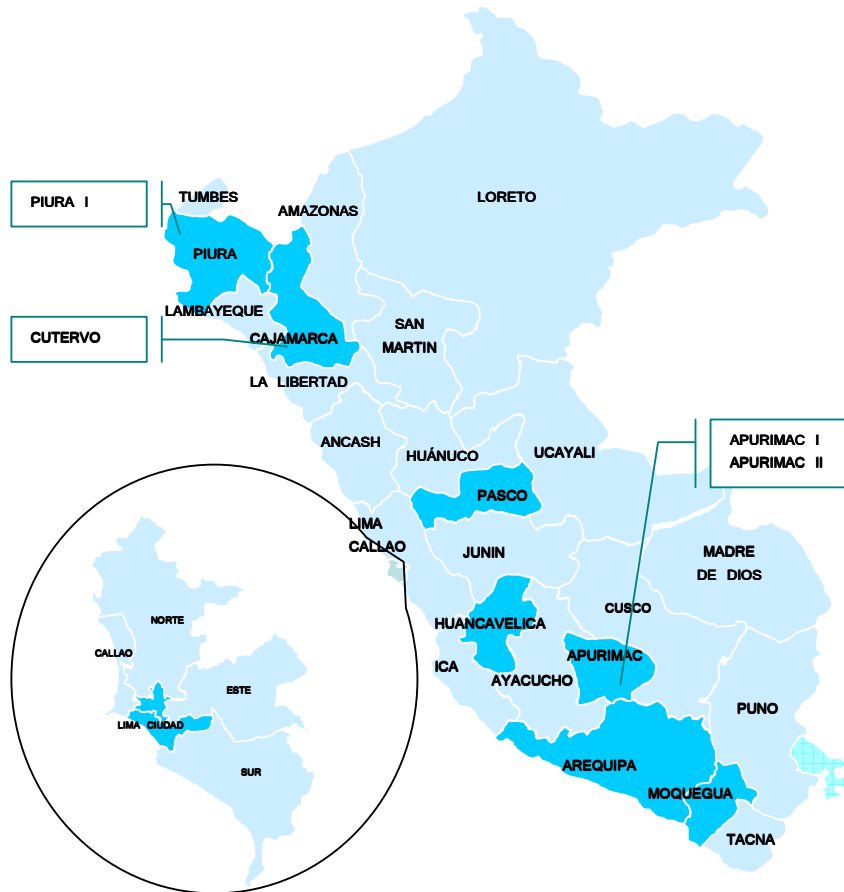 TUMBES
PIURA I
AMAZONAS
LORETO
PIURA
LAMBAYEQUE
CUTERVO
CAJAMARCA
SAN
MARTIN
LA LIBERTAD
ANCASH
HUÁNUCO
UCAYALI
APURIMAC I
APURIMAC II
PASCO
LIMA
CALLAO
JUNIN
MADRE
DE DIOS
CUSCO
HUANCAVELICA
ICA
AYACUCHO
APURIMAC
PUNO
AREQUIPA
MOQUEGUA
TACNA
NORTE
CALLAO
ESTE
LIMA CIUDAD
SUR